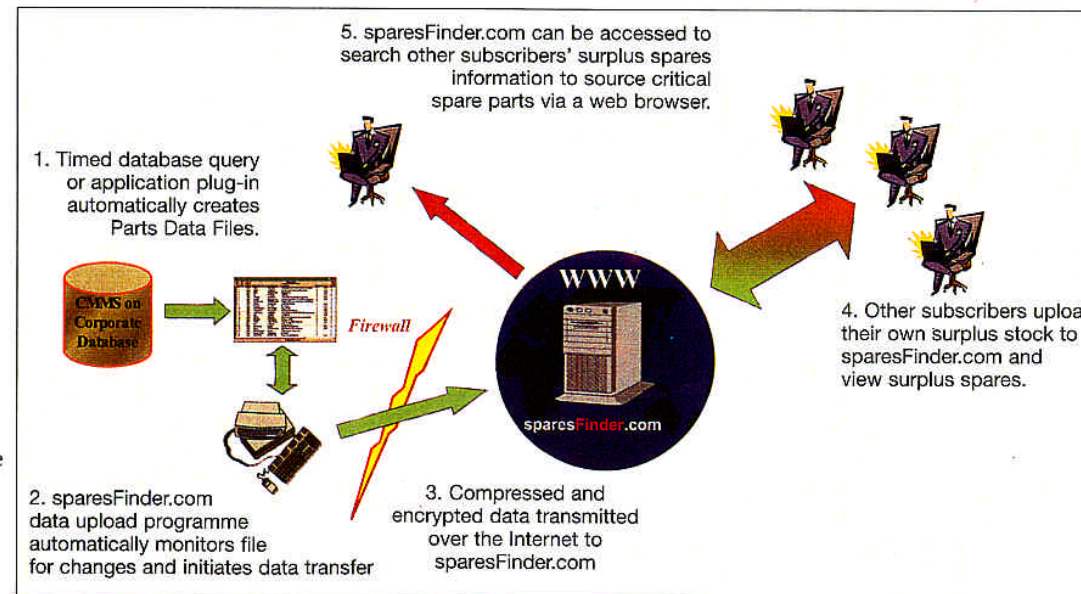 5. sparesFinder.com can be accessed to
search other subscribers' surplus spares
information to source critical
spare parts via a web browser.
1. Timed database query
or application plug-in
automatically creates
Parts Data Files.
CMMS on
Corporate
Database
Firewall
WWW
sparesFinder.com
4. Other subscribers uploa
their own surplus stock to
sparesFinder.com and
view surplus spares.
e
2. sparesFinder.com
data upload programme
automatically monitors file
for changes and initiates data transfer
3. Compressed and
encrypted data transmitted
over the Internet to
sparesFinder.com